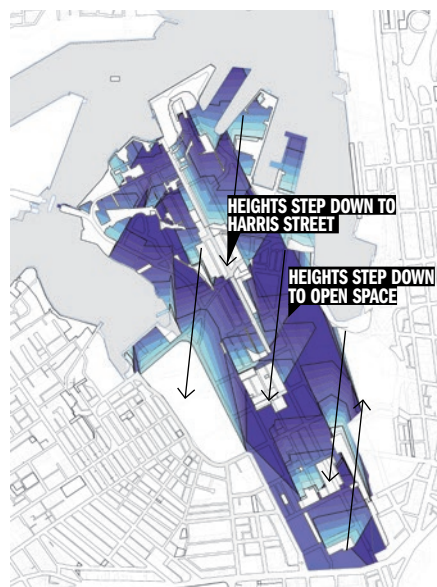 HEIGHTS STEP DOWN TO
HARRIS STREET
HEIGHTS STEP DOWN
TO OPEN SPACE